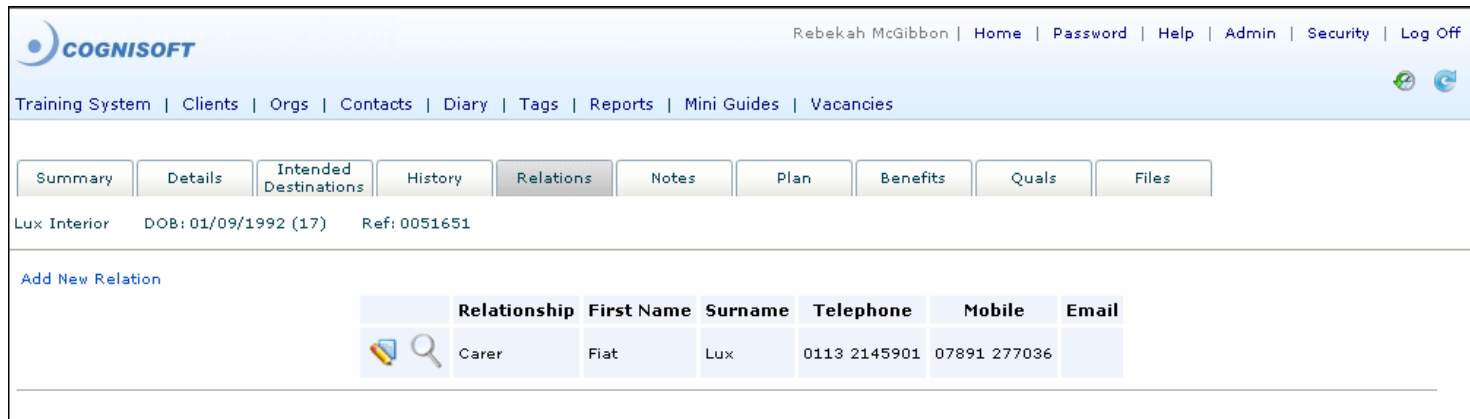 COGNISOFT
Rebekah McGibbon | Home | Password | Help | Admin | Security | Log Off
Training System | Clients | Orgs | Contacts | Diary | Tags | Reports | Mini Guides | Vacancies
Summary Details Intended Destinations History Relations Notes Plan Benefits Quals Files
Lux Interior DOB: 01/09/1992 (17) Ref: 0051651
Add New Relation
Relationship First Name Surname Telephone Mobile Email
Carer Fiat Lux 0113 2145901 07891 277036